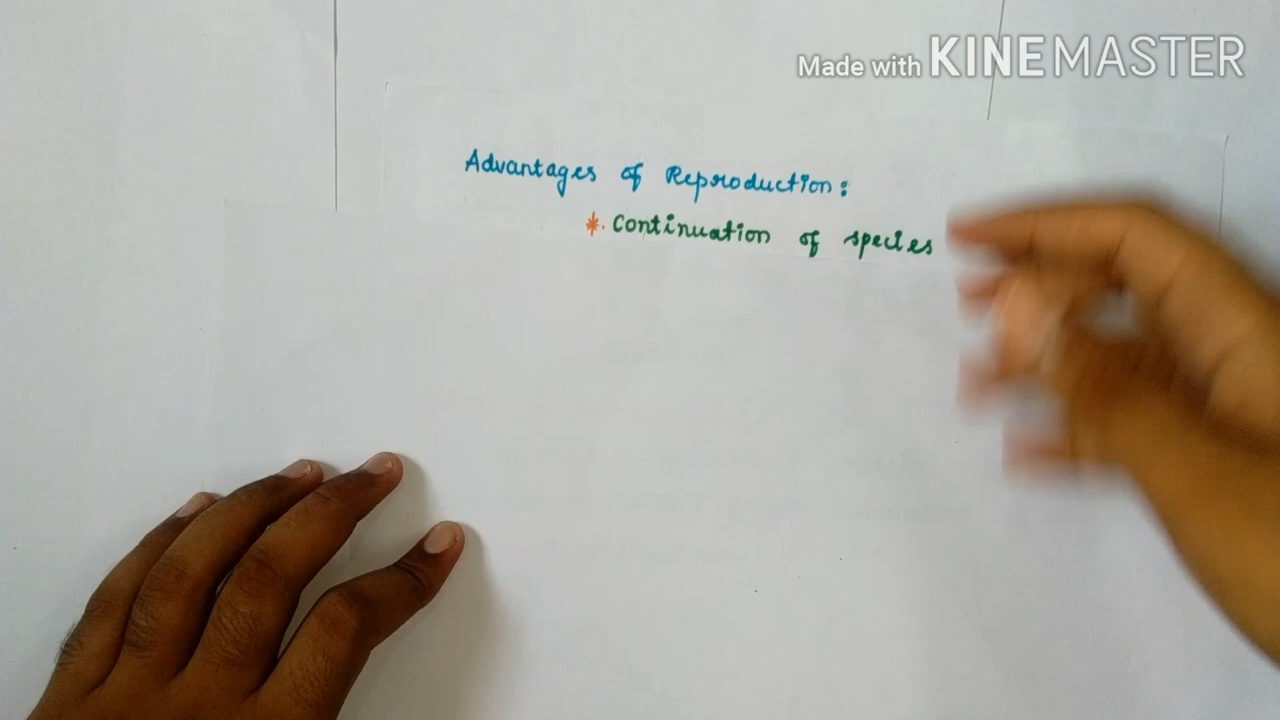 Made with KINEMASTER
Advantages of Reproduction:
*. Continuation of species